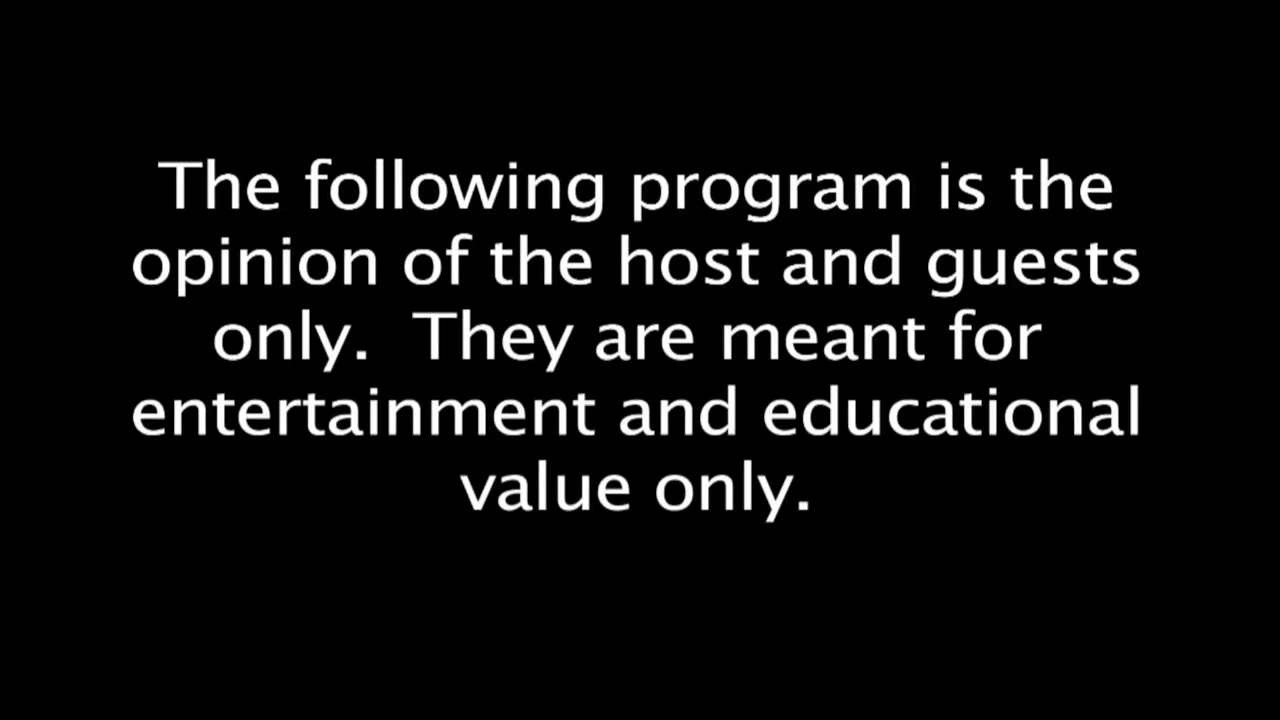 The following program is the
opinion of the host and guests
only.  They are meant for
entertainment and educational
value only.